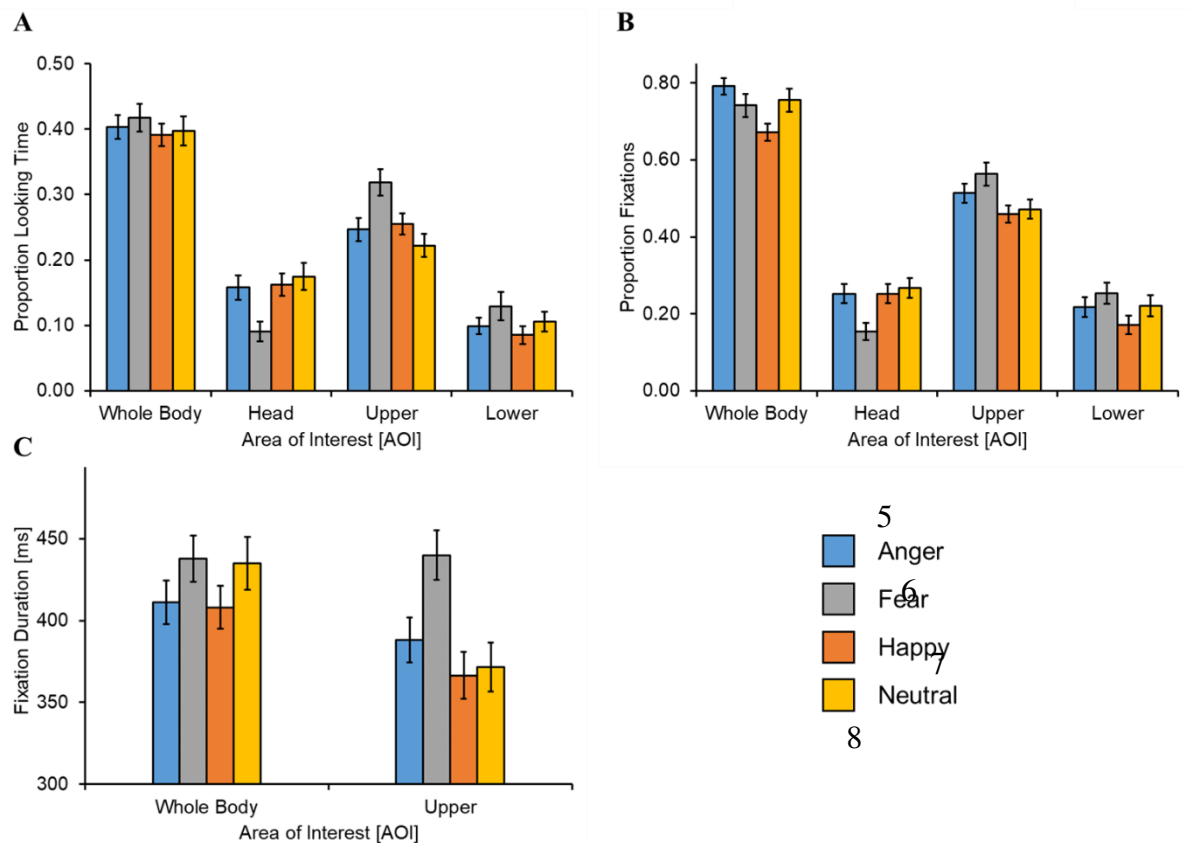 A
Proportion Looking Time
0.50
0.40
0.30
0.20
0.10
0.00
Whole Body Head Upper Lower
Area of Interest [AOI]
B
Proportion Fixations
0.80
0.60
0.40
0.20
0.00
Whole Body Head Upper Lower
Area of Interest [AOI]
C
Fixation Duration [ms]
450
400
350
300
Whole Body Upper
Area of Interest [AOI]
5
Anger
6
Fear
Happy
7
Neutral
8